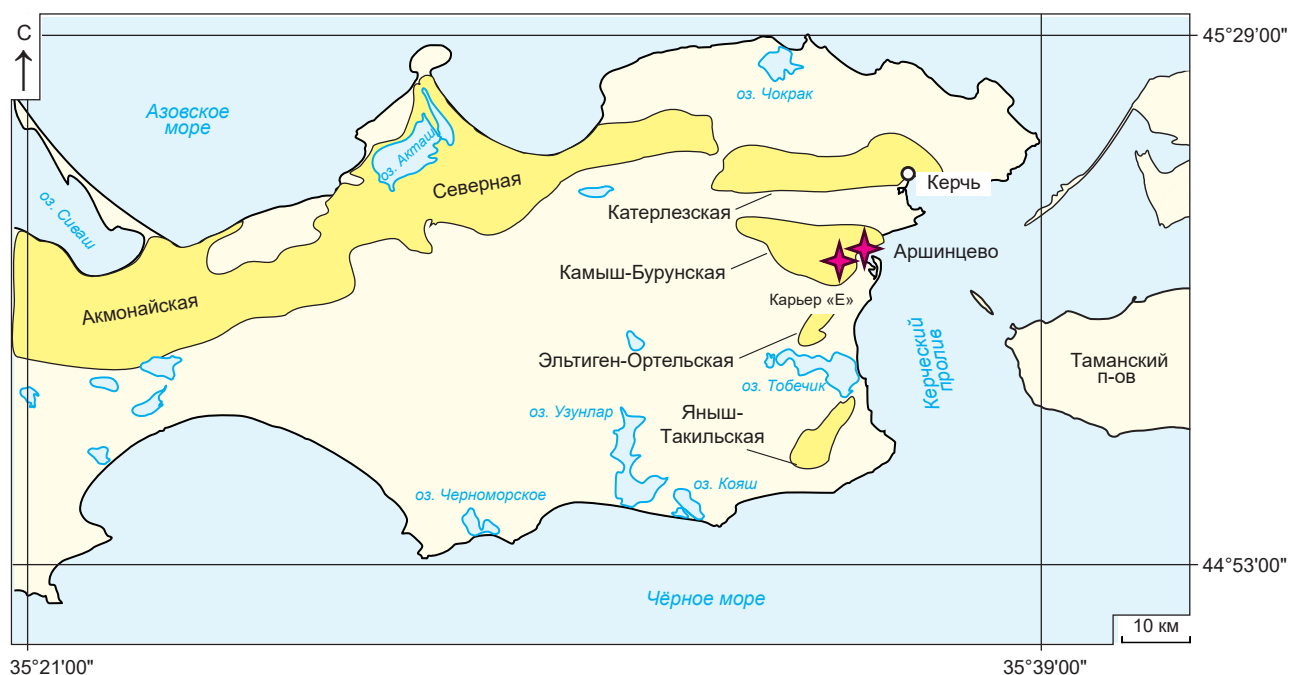 С
45°29'00"
оз. Чокрак
Азовское
море
оз. Акташ
Керчь
Северная
Катерлезская
оз. Сиваш
Аршинцево
Камыш-Бурунская
Карьер «Е»
Акмонайская
Эльтиген-Ортельская
Керченский
пролив
Таманский
п-ов
оз. Тобечик
оз. Узунлар
Яныш-
Такильская
оз. Кояш
оз. Черноморское
44°53'00"
Чёрное море
10 км
35°21'00"
35°39'00"